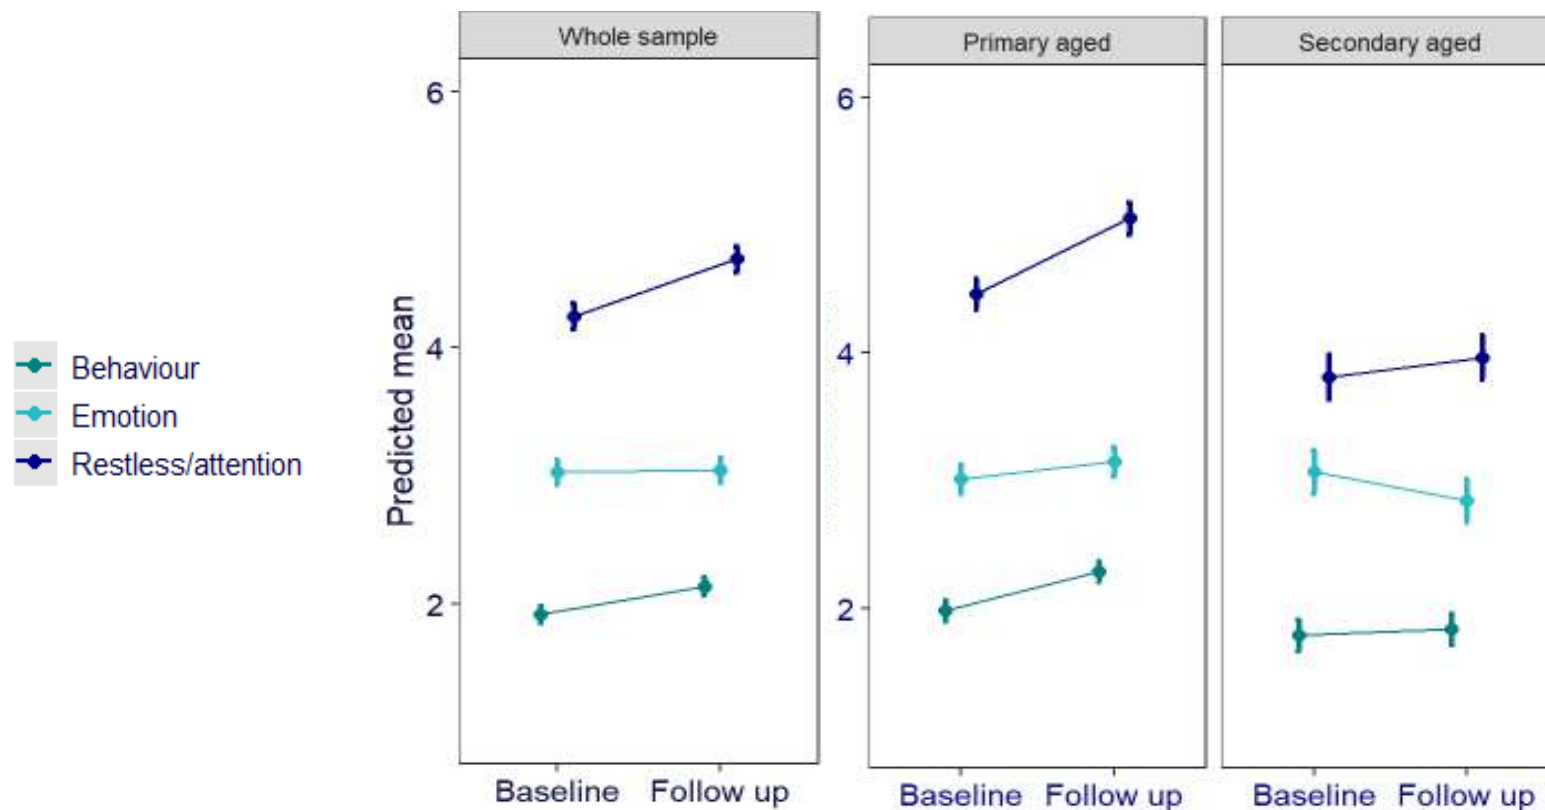 Whole sample
Primary aged
Secondary aged
6
4
2
6
4
2
Predicted mean
Behaviour
Emotion
Restless/attention
Baseline Follow up
Baseline Follow up
Baseline Follow up